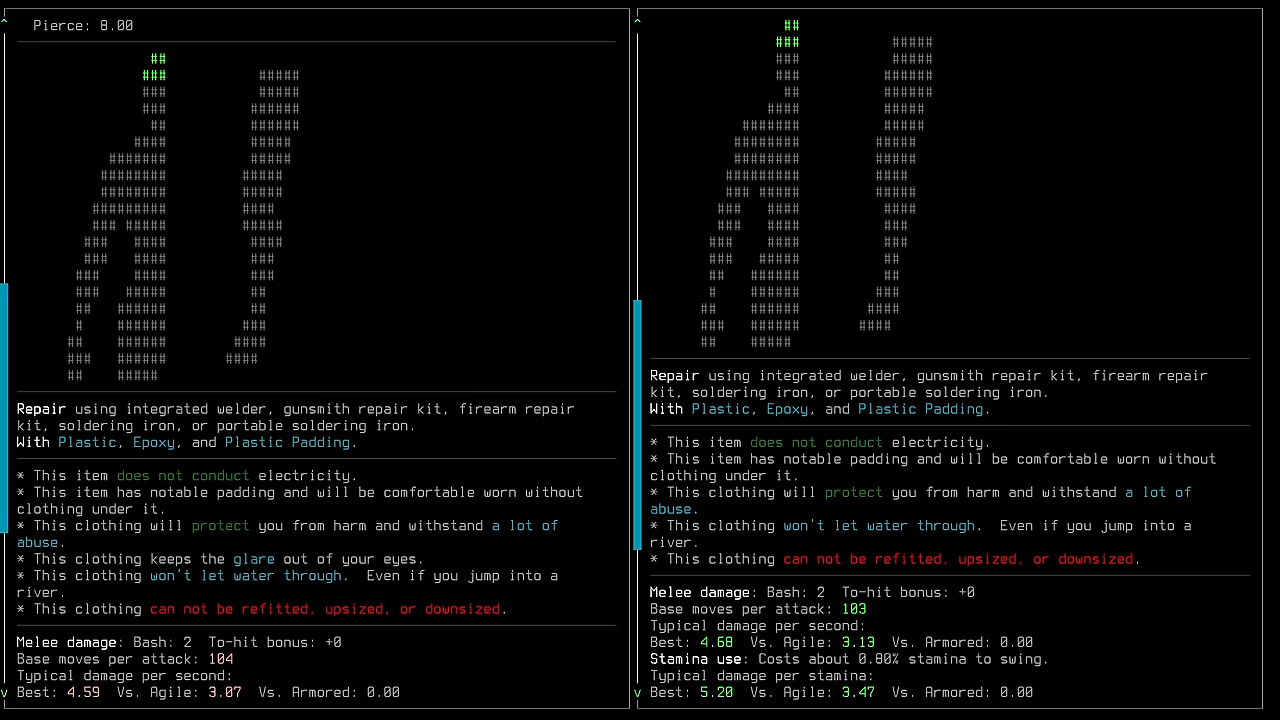 Pierce: 8.00
##
### #####
### #####
### ######
## ######
#### #####
####### #####
######## #####
######## #####
######### ####
### ##### #####
### #### ####
### #### ###
### #### ###
### ##### ##
## ###### ##
# ###### ###
## ###### ####
### ###### ####
## #####
Repair using integrated welder, gunsmith repair kit, firearm repair
kit, soldering iron, or portable soldering iron.
With Plastic, Epoxy, and Plastic Padding.
* This item does not conduct electricity.
* This item has notable padding and will be comfortable worn without
clothing under it.
* This clothing will protect you from harm and withstand a lot of
abuse.
* This clothing keeps the glare out of your eyes.
* This clothing won't let water through.  Even if you jump into a
river.
* This clothing can not be refitted, upsized, or downsized.
Melee damage: Bash: 2  To-hit bonus: +0
Base moves per attack: 104
Typical damage per second:
Best: 4.59  Vs. Agile: 3.07  Vs. Armored: 0.00
##
### #####
### #####
### ######
## ######
#### #####
####### #####
######## #####
######## #####
######### ####
### ##### #####
### #### ####
### #### ###
### #### ###
### ##### ##
## ###### ##
# ###### ###
## ###### ####
### ###### ####
## #####
Repair using integrated welder, gunsmith repair kit, firearm repair
kit, soldering iron, or portable soldering iron.
With Plastic, Epoxy, and Plastic Padding.
* This item does not conduct electricity.
* This item has notable padding and will be comfortable worn without
clothing under it.
* This clothing will protect you from harm and withstand a lot of
abuse.
* This clothing won't let water through.  Even if you jump into a
river.
* This clothing can not be refitted, upsized, or downsized.
Melee damage: Bash: 2  To-hit bonus: +0
Base moves per attack: 103
Typical damage per second:
Best: 4.68  Vs. Agile: 3.13  Vs. Armored: 0.00
Stamina use: Costs about 0.80% stamina to swing.
Typical damage per stamina:
Best: 5.20  Vs. Agile: 3.47  Vs. Armored: 0.00